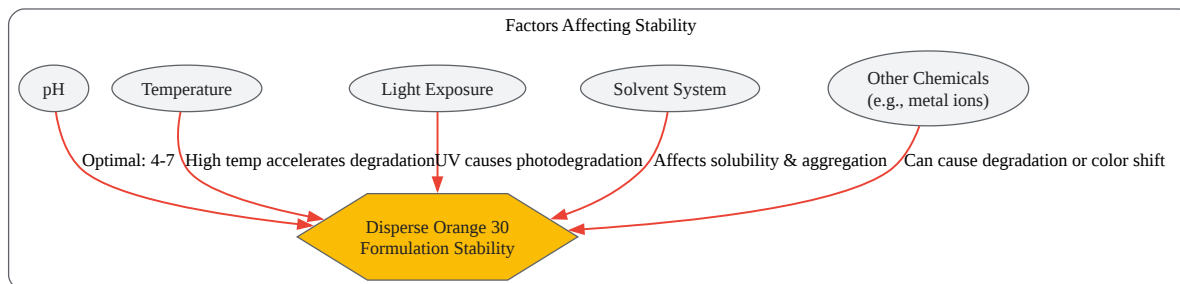 Factors Affecting Stability
pH
Temperature
Light Exposure
Solvent System
Other Chemicals
(e.g., metal ions)
Optimal: 4-7
High temp accelerates degradation
UV causes photodegradation
Affects solubility & aggregation
Can cause degradation or color shift
Disperse Orange 30
Formulation Stability